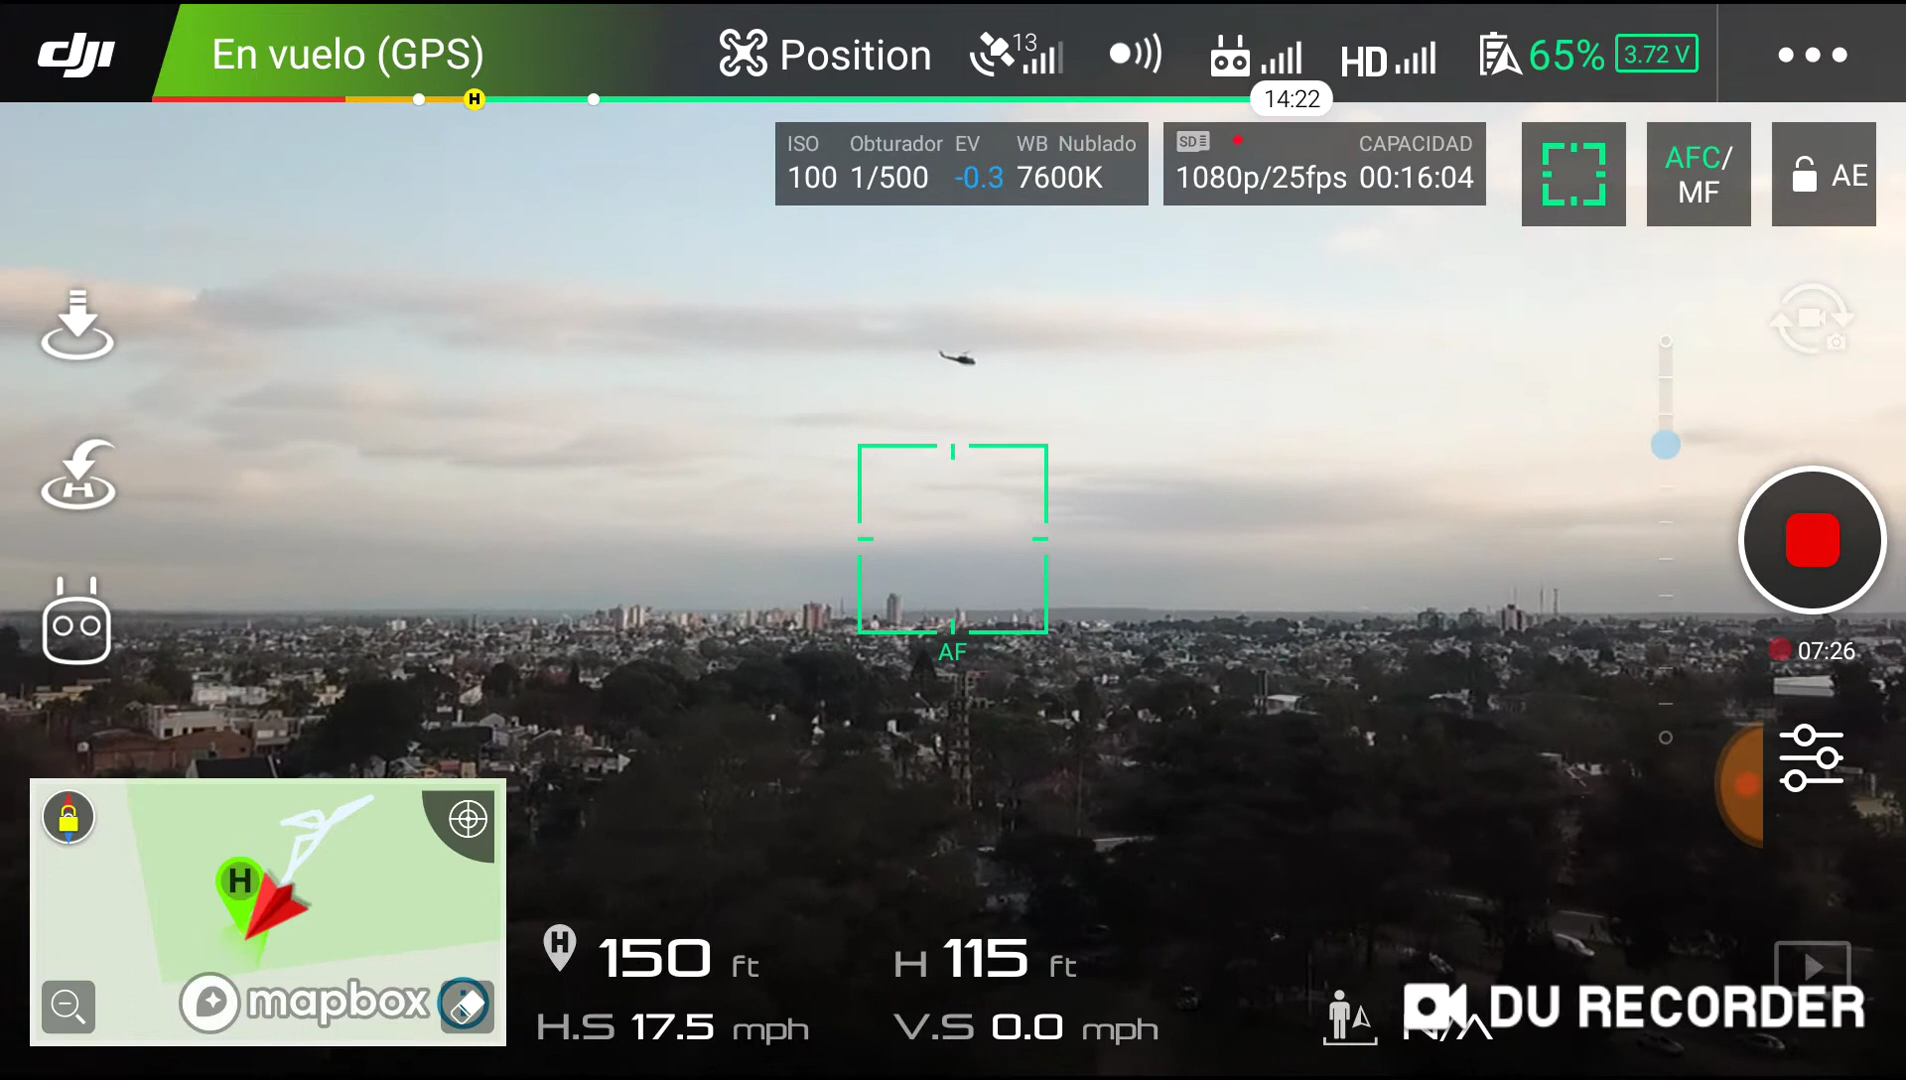 dji En vuelo (GPS) Position 13 HD 65% 3.72 V
H 14:22
ISO Obturador EV WB Nublado SD CAPACIDAD
100 1/500 -0.3 7600K 1080p/25fps 00:16:04
AFC/
MF
AE
H
AF
07:26
H
mapbox
H 150 ft H 115 ft
H.S 17.5 mph V.S 0.0 mph N/A
DU RECORDER